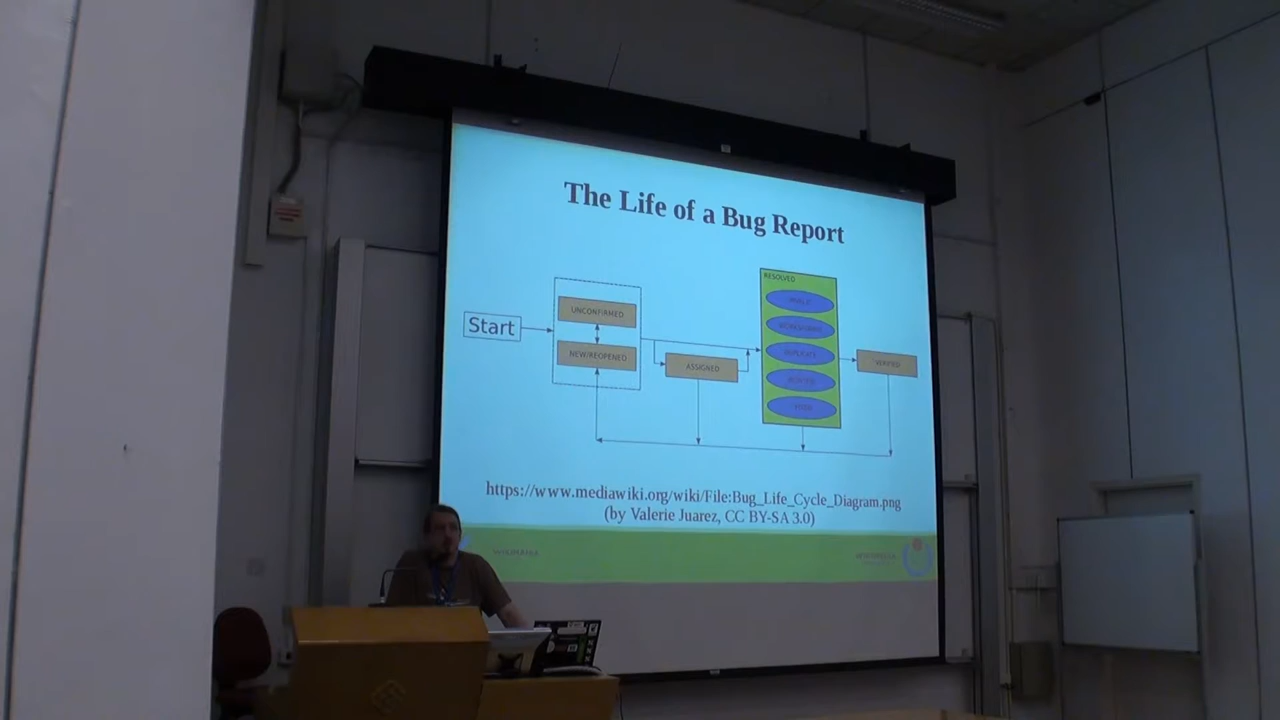 The Life of a Bug Report
Start
UNCONFIRMED
NEW/REOPENED
ASSIGNED
RESOLVED
DUPLICATE
VERIFIED
https://www.mediawiki.org/wiki/File:Bug_Life_Cycle_Diagram.png
(by Valerie Juarez, CC BY-SA 3.0)
WIKIMANIA